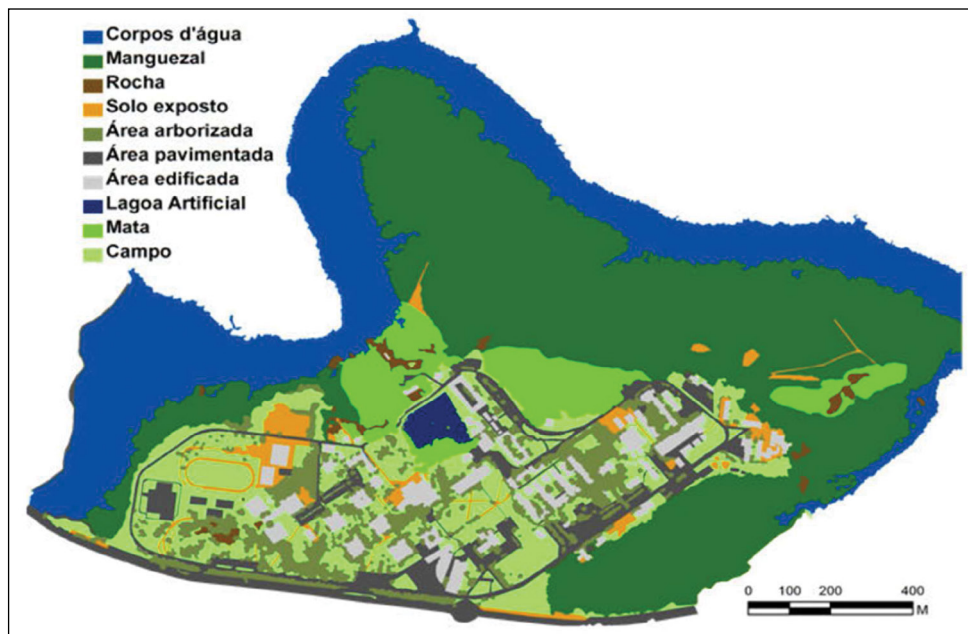 Corpos d'água
Manguezal
Rocha
Solo exposto
Área arborizada
Área pavimentada
Área edificada
Lagoa Artificial
Mata
Campo
0 100 200 400
M